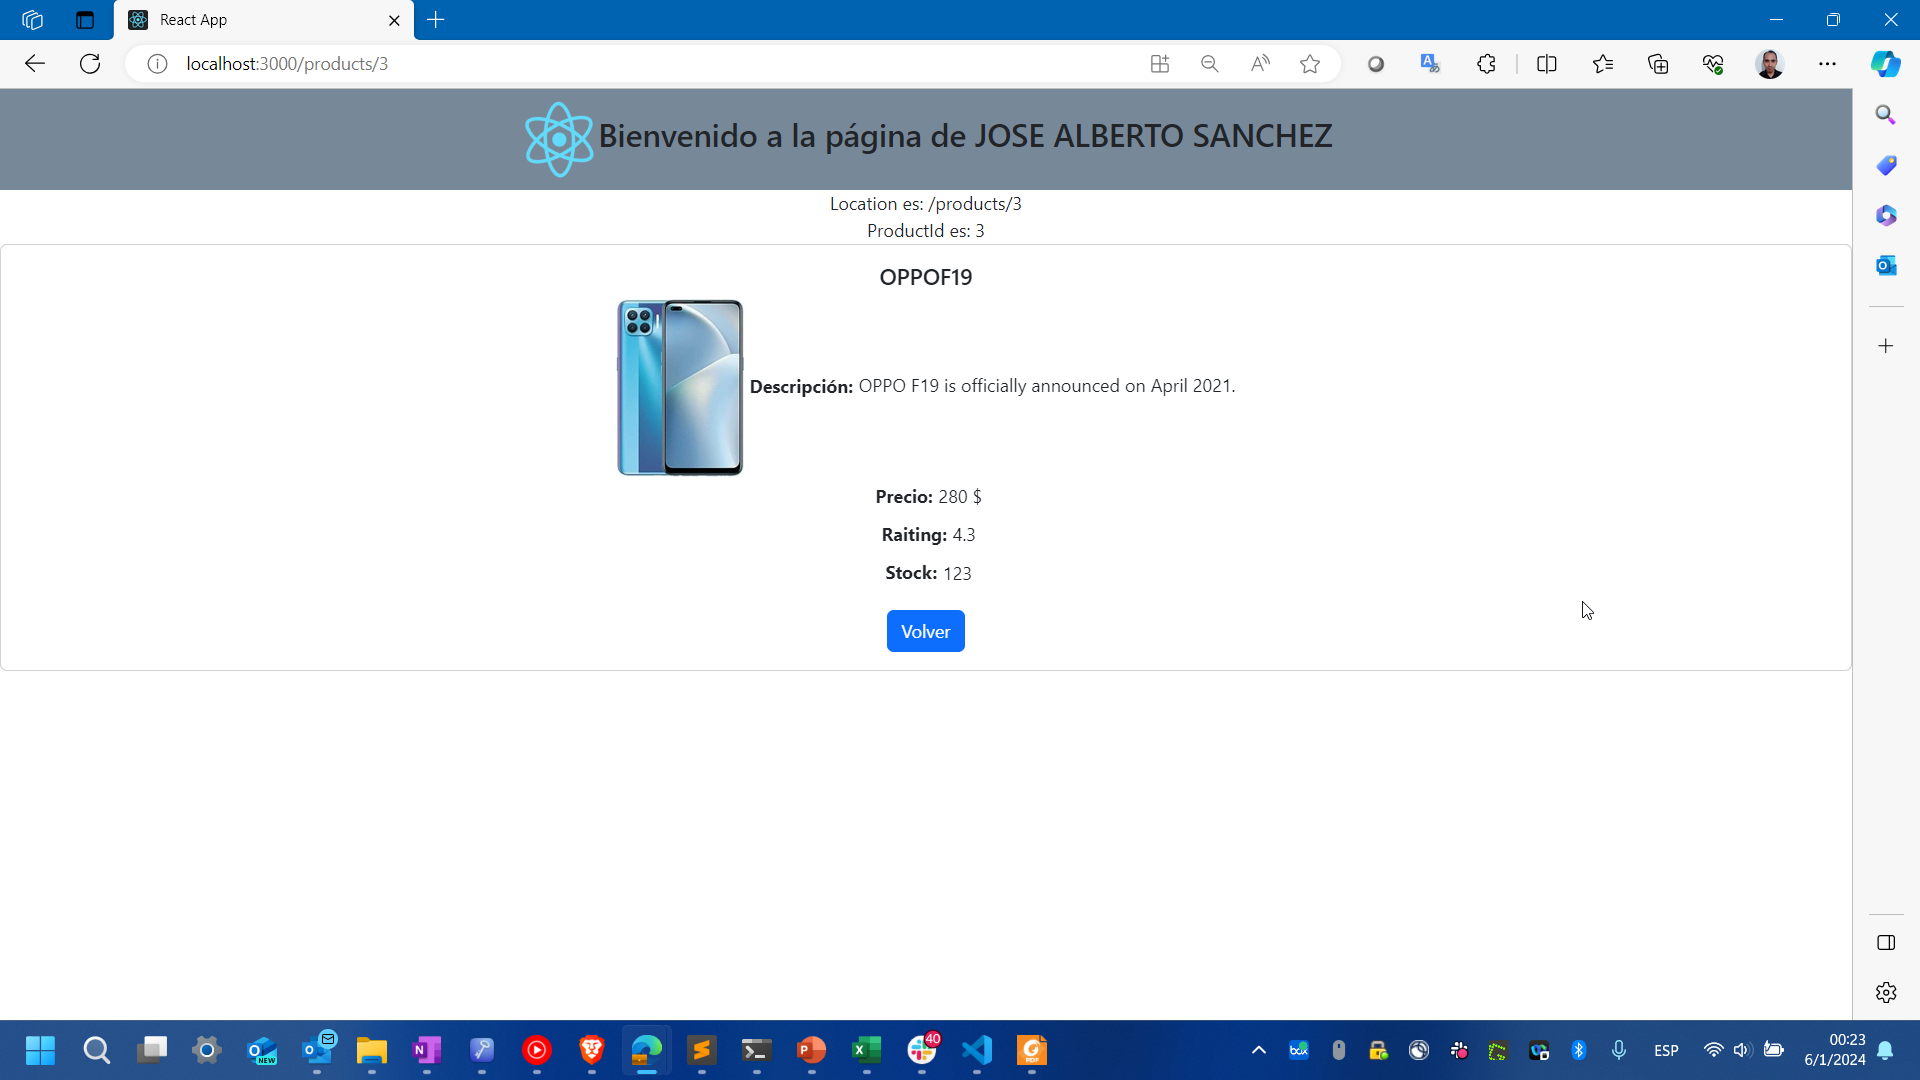 React App
localhost:3000/products/3
Bienvenido a la página de JOSE ALBERTO SANCHEZ
Location es: /products/3
ProductId es: 3
OPPOF19
Descripción: OPPO F19 is officially announced on April 2021.
Precio: 280 $
Raiting: 4.3
Stock: 123
Volver
NEW
40
PDF
ESP
00:23
6/1/2024